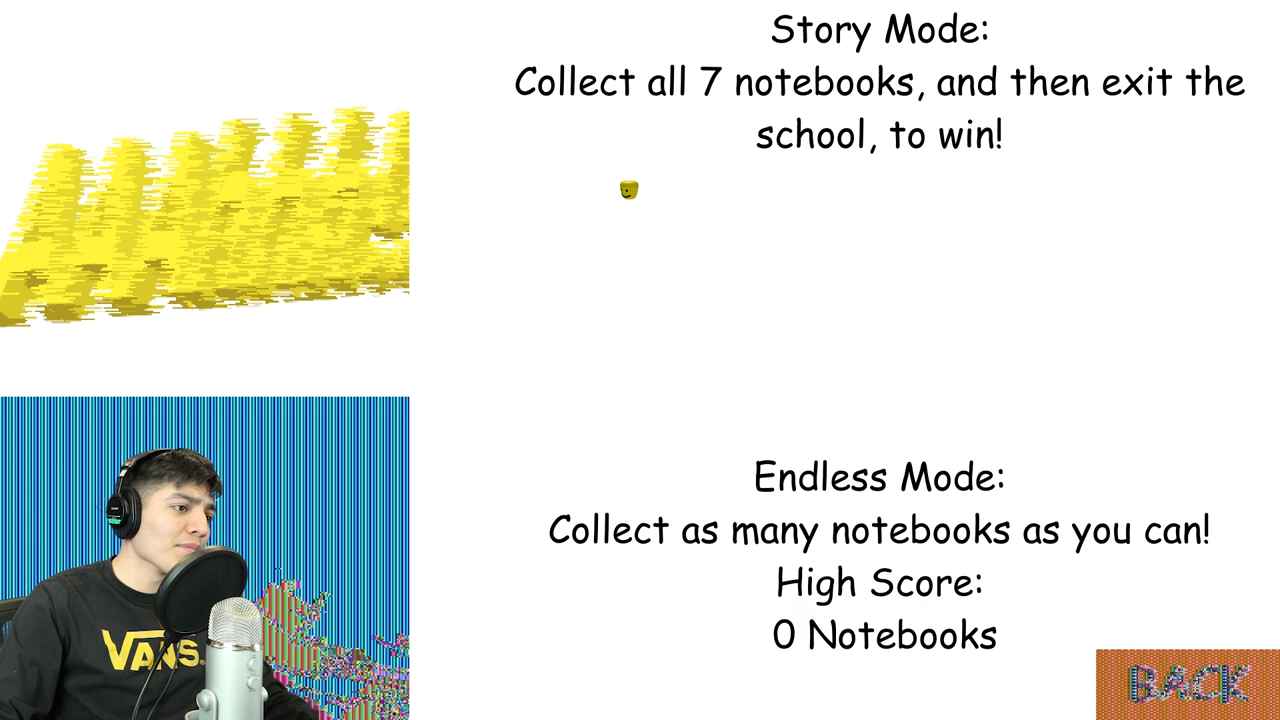 Story Mode:
Collect all 7 notebooks, and then exit the
school, to win!
Endless Mode:
Collect as many notebooks as you can!
High Score:
0 Notebooks
VANS
BACK